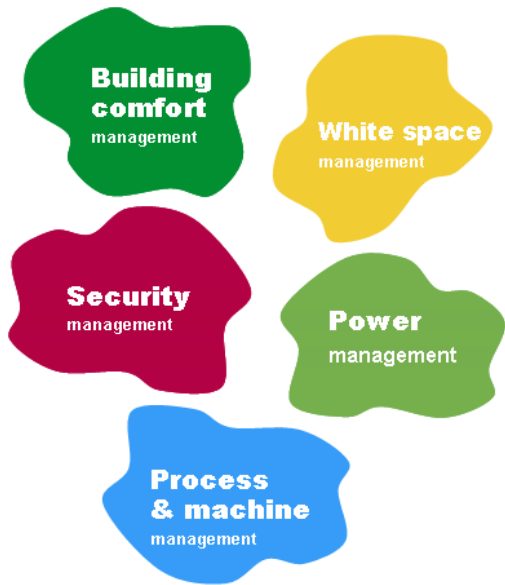 Building
comfort
management
White space
management
Security
management
Power
management
Process
& machine
management